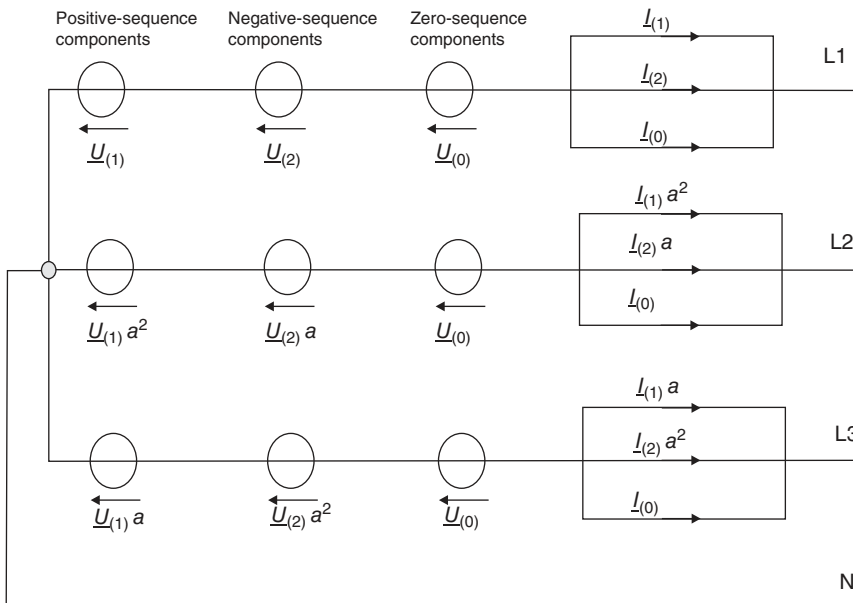 Positive-sequence components
Negative-sequence components
Zero-sequence components
I(1)
L1
I(2)
I(0)
U(1)
U(2)
U(0)
I(1) a²
I(2) a
L2
I(0)
U(1) a²
U(2) a
U(0)
I(1) a
L3
I(2) a²
I(0)
U(1) a
U(2) a²
U(0)
N